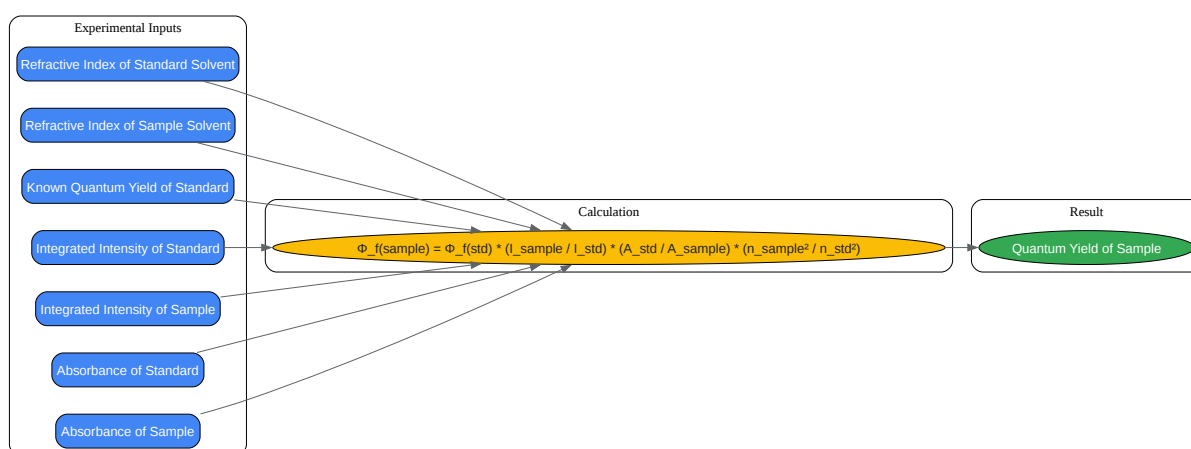 Experimental Inputs
Refractive Index of Standard Solvent
Refractive Index of Sample Solvent
Known Quantum Yield of Standard
Integrated Intensity of Standard
Integrated Intensity of Sample
Absorbance of Standard
Absorbance of Sample
Calculation
Φ_f(sample) = Φ_f(std) * (I_sample / I_std) * (A_std / A_sample) * (n_sample² / n_std²)
Result
Quantum Yield of Sample